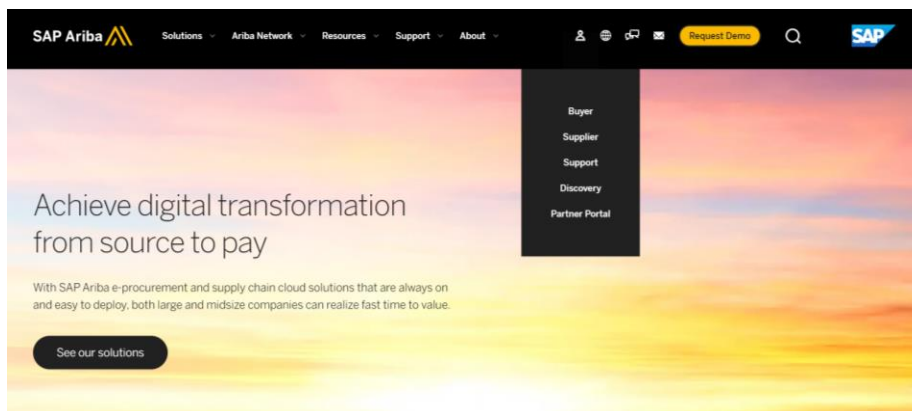 SAP Ariba
Solutions
Ariba Network
Resources
Support
About
Request Demo
SAP
Buyer
Supplier
Support
Discovery
Partner Portal
Achieve digital transformation
from source to pay
With SAP Ariba e-procurement and supply chain cloud solutions that are always on
and easy to deploy, both large and midsize companies can realize fast time to value.
See our solutions